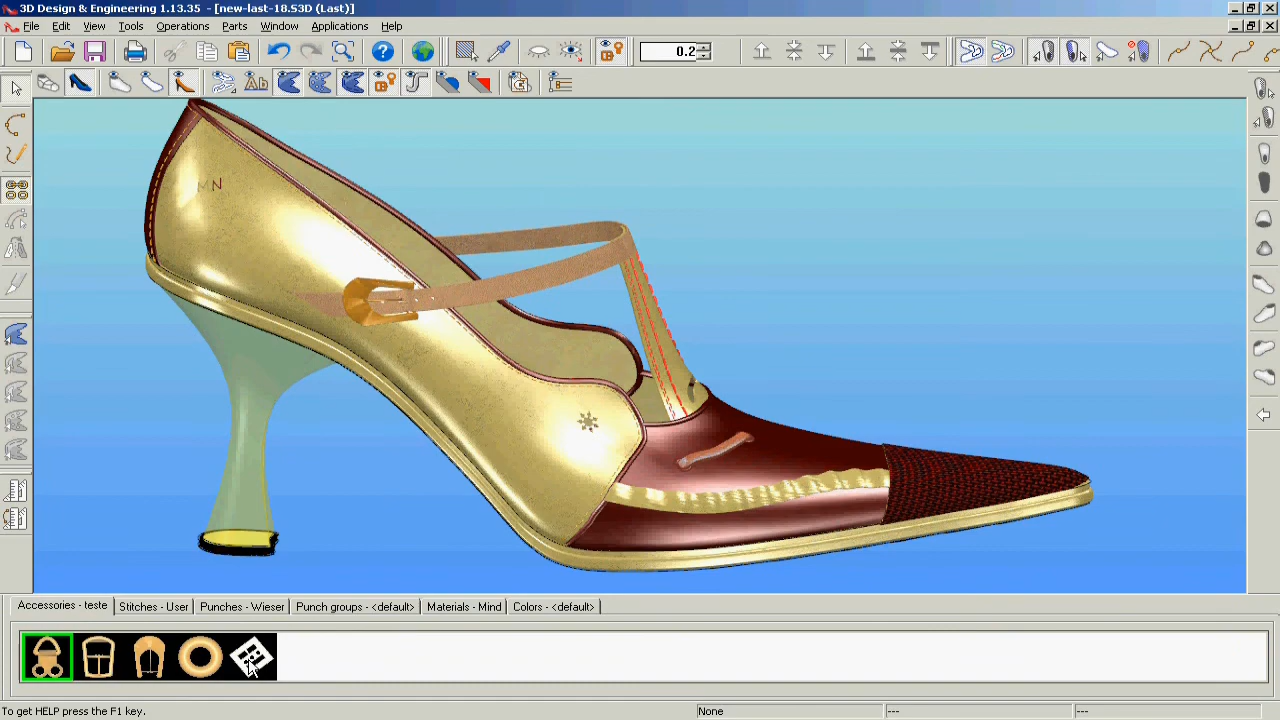 3D Design & Engineering 1.13.35 - [new-last-18.S3D (Last)]
File Edit View Tools Operations Parts Window Applications Help
0.2
Ab
MN
Accessories - teste Stitches - User Punches - Wieser Punch groups - <default> Materials - Mind Colors - <default>
To get HELP press the F1 key. None --- ---